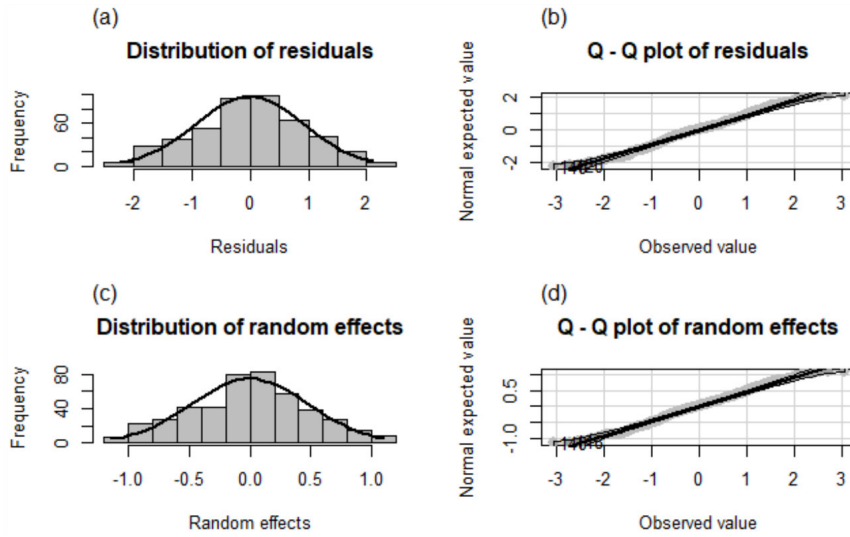 (a)
Distribution of residuals
Frequency
60
0
-2 -1 0 1 2
Residuals
(b)
Q - Q plot of residuals
Normal expected value
2
0
-2
-3 -2 -1 0 1 2 3
Observed value
(c)
Distribution of random effects
Frequency
80
40
0
-1.0 -0.5 0.0 0.5 1.0
Random effects
(d)
Q - Q plot of random effects
Normal expected value
0.5
-1.0
-3 -2 -1 0 1 2 3
Observed value